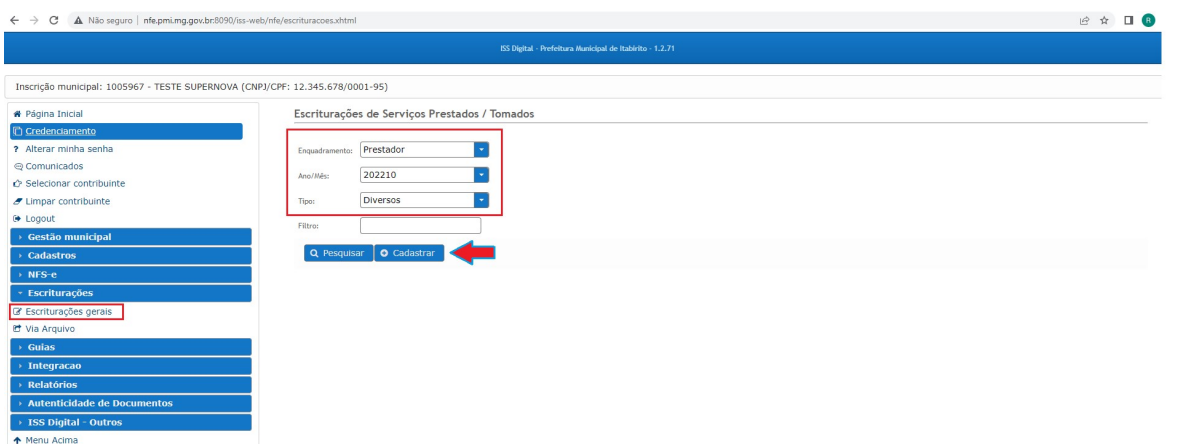 Não seguro | nfe.pmi.mg.gov.br:8090/iss-web/nfe/escrituracoes.xhtml
R
ISS Digital - Prefeitura Municipal de Itabirito - 1.2.71
Inscrição municipal: 1005967 - TESTE SUPERNOVA (CNPJ/CPF: 12.345.678/0001-95)
Página Inicial
Credenciamento
? Alterar minha senha
Comunicados
Selecionar contribuinte
Limpar contribuinte
Logout
Gestão municipal
Cadastros
NFS-e
Escriturações
Escriturações gerais
Via Arquivo
Guias
Integracao
Relatórios
Autenticidade de Documentos
ISS Digital - Outros
Menu Acima
Escriturações de Serviços Prestados / Tomados
Enquadramento: Prestador
Ano/Mês: 202210
Tipo: Diversos
Filtro:
Pesquisar Cadastrar